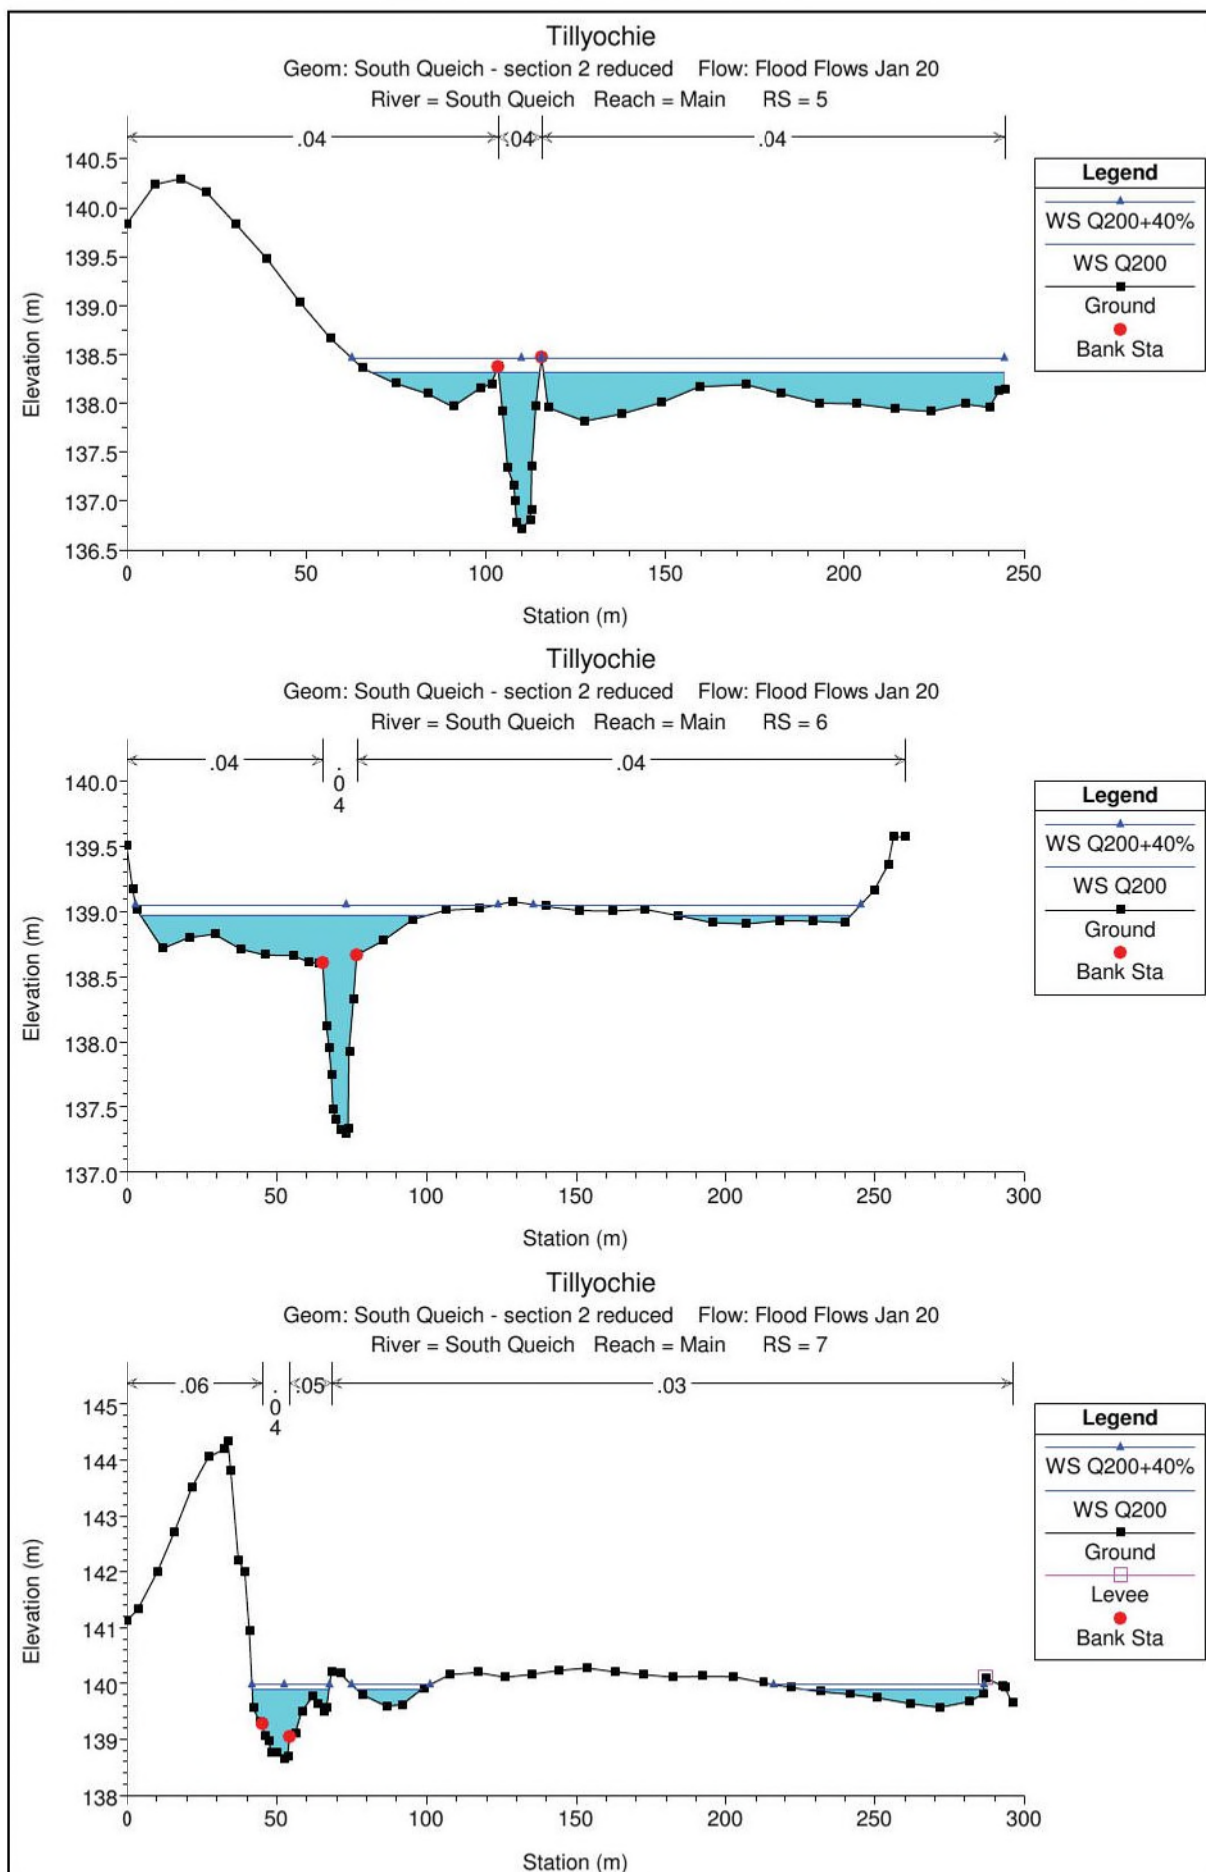 Tillyochie
Geom: South Queich - section 2 reduced Flow: Flood Flows Jan 20
River = South Queich Reach = Main RS = 5
.04 .04 .04
140.5
140.0
139.5
139.0
138.5
138.0
137.5
137.0
136.5
Elevation (m)
0 50 100 150 200 250
Station (m)
Legend
WS Q200+40%
WS Q200
Ground
Bank Sta
Tillyochie
Geom: South Queich - section 2 reduced Flow: Flood Flows Jan 20
River = South Queich Reach = Main RS = 6
.04 .04 .04
140.0
139.5
139.0
138.5
138.0
137.5
137.0
Elevation (m)
0 50 100 150 200 250 300
Station (m)
Legend
WS Q200+40%
WS Q200
Ground
Bank Sta
Tillyochie
Geom: South Queich - section 2 reduced Flow: Flood Flows Jan 20
River = South Queich Reach = Main RS = 7
.06 .04 .05 .03
145
144
143
142
141
140
139
138
Elevation (m)
0 50 100 150 200 250 300
Station (m)
Legend
WS Q200+40%
WS Q200
Ground
Levee
Bank Sta